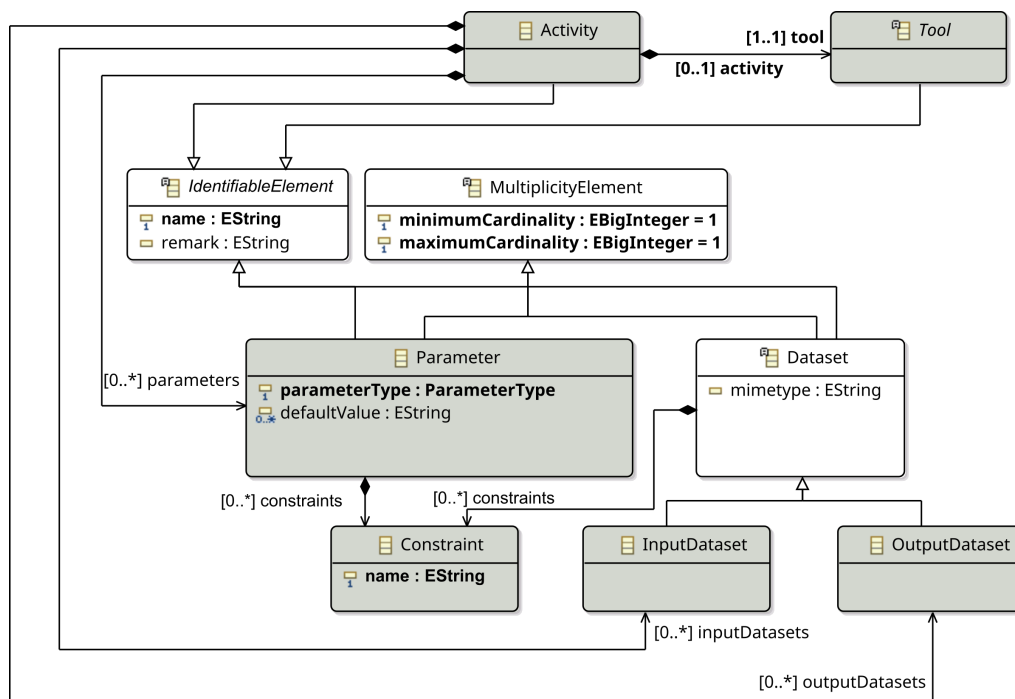 Activity
Tool
[1..1] tool
[0..1] activity
IdentifiableElement
name : EString
remark : EString
MultiplicityElement
minimumCardinality : EBigInteger = 1
maximumCardinality : EBigInteger = 1
Parameter
parameterType : ParameterType
defaultValue : EString
[0..*] parameters
Dataset
mimetype : EString
[0..*] constraints
[0..*] constraints
Constraint
name : EString
InputDataset
OutputDataset
[0..*] inputDatasets
[0..*] outputDatasets